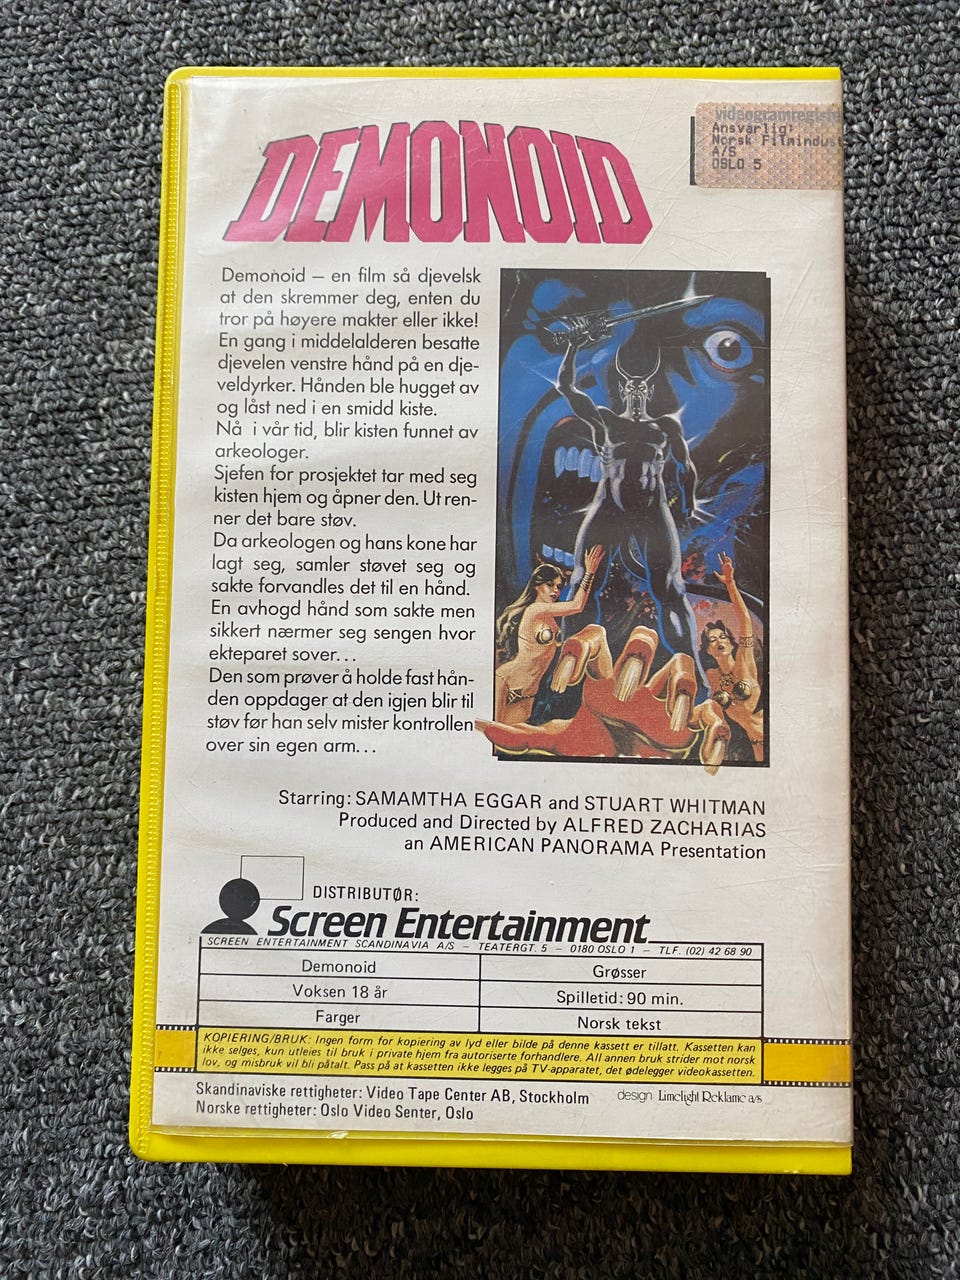 videogramregiste
Ansvarlig:
Norsk Filmindust
A/S
OSLO 5
DEMONOID
Demonoid – en film så djevelsk
at den skremmer deg, enten du
tror på høyere makter eller ikke!
En gang i middelalderen besatte
djevelen venstre hånd på en dje-
veldyrker. Hånden ble hugget av
og låst ned i en smidd kiste.
Nå i vår tid, blir kisten funnet av
arkeologer.
Sjefen for prosjektet tar med seg
kisten hjem og åpner den. Ut ren-
ner det bare støv.
Da arkeologen og hans kone har
lagt seg, samler støvet seg og
sakte forvandles det til en hånd.
En avhogd hånd som sakte men
sikkert nærmer seg sengen hvor
ekteparet sover...
Den som prøver å holde fast hån-
den oppdager at den igjen blir til
støv før han selv mister kontrollen
over sin egen arm...
Starring: SAMAMTHA EGGAR and STUART WHITMAN
Produced and Directed by ALFRED ZACHARIAS
an AMERICAN PANORAMA Presentation
DISTRIBUTØR:
Screen Entertainment
SCREEN ENTERTAINMENT SCANDINAVIA A/S – TEATERGT. 5 – 0180 OSLO 1 – TLF. (02) 42 68 90
Demonoid Grøsser
Voksen 18 år Spilletid: 90 min.
Farger Norsk tekst
KOPIERING/BRUK: Ingen form for kopiering av lyd eller bilde på denne kassett er tillatt. Kassetten kan
ikke selges, kun utleies til bruk i private hjem fra autoriserte forhandlere. All annen bruk strider mot norsk
lov, og misbruk vil bli påtalt. Pass på at kassetten ikke legges på TV-apparatet, det ødelegger videokassetten.
Skandinaviske rettigheter: Video Tape Center AB, Stockholm
Norske rettigheter: Oslo Video Senter, Oslo
design Limelight Reklame a/s